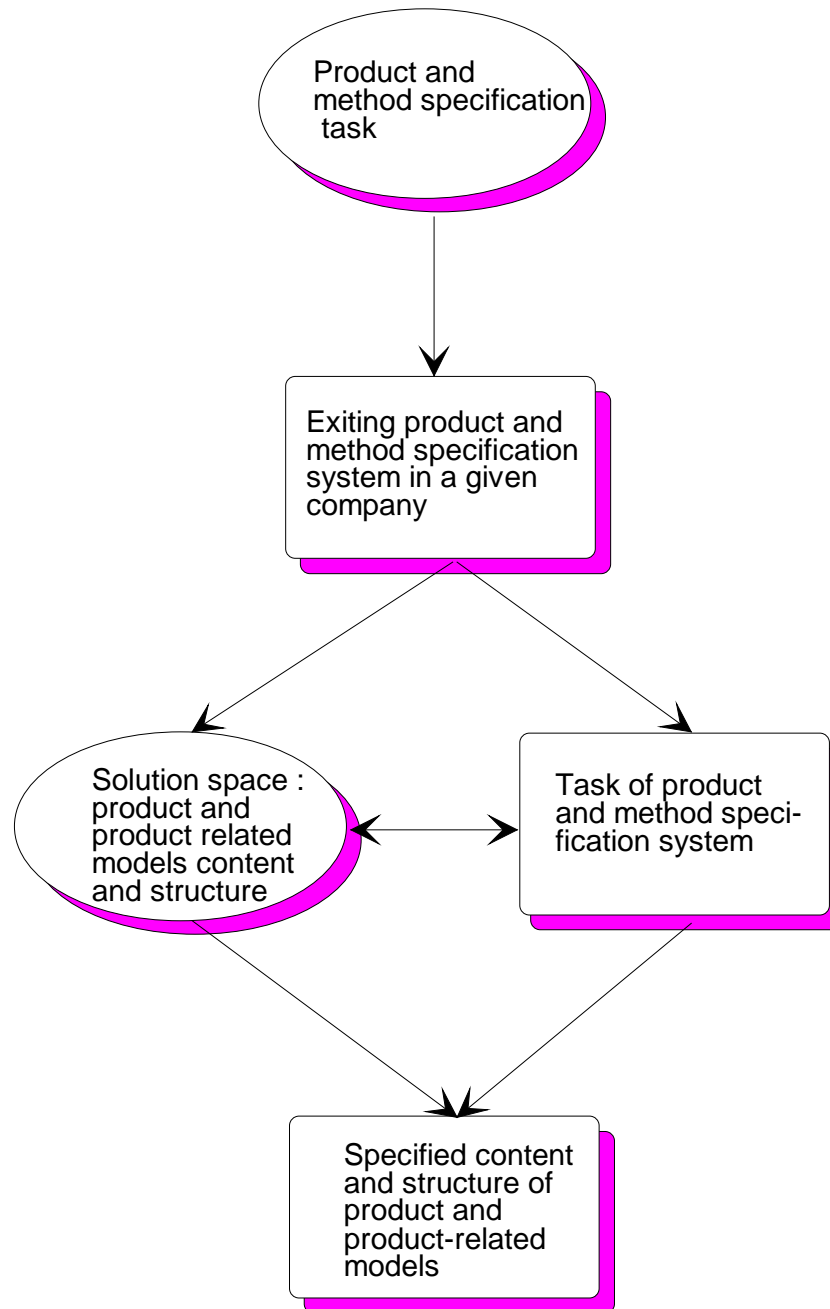 Product and
method specification
task
Exiting product and
method specification
system in a given
company
Solution space :
product and
product related
models content
and structure
Task of product
and method speci-
fication system
Specified content
and structure of
product and
product-related
models